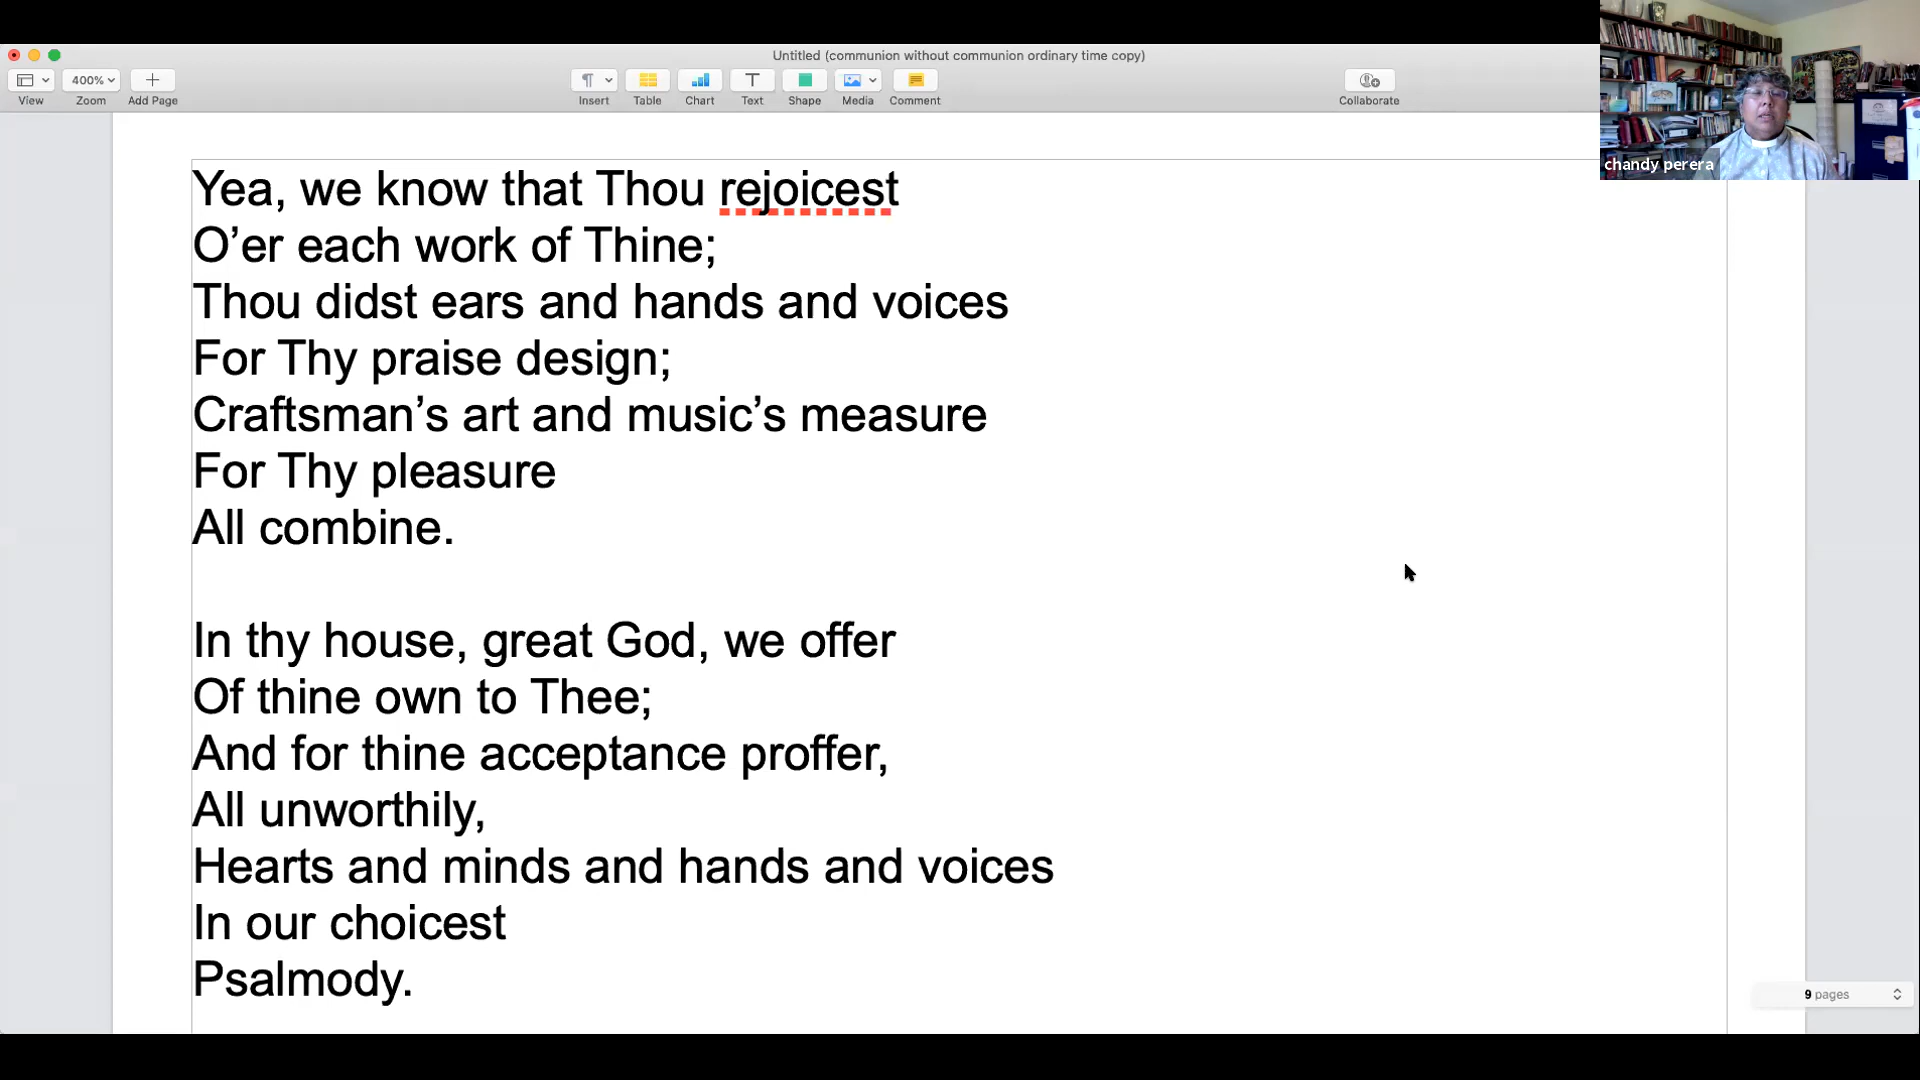 Untitled (communion without communion ordinary time copy)
400%
View
Zoom
Add Page
Insert
Table
Chart
Text
Shape
Media
Comment
Collaborate
chandy perera
Yea, we know that Thou rejoicest
O’er each work of Thine;
Thou didst ears and hands and voices
For Thy praise design;
Craftsman’s art and music’s measure
For Thy pleasure
All combine.
In thy house, great God, we offer
Of thine own to Thee;
And for thine acceptance proffer,
All unworthily,
Hearts and minds and hands and voices
In our choicest
Psalmody.
9 pages